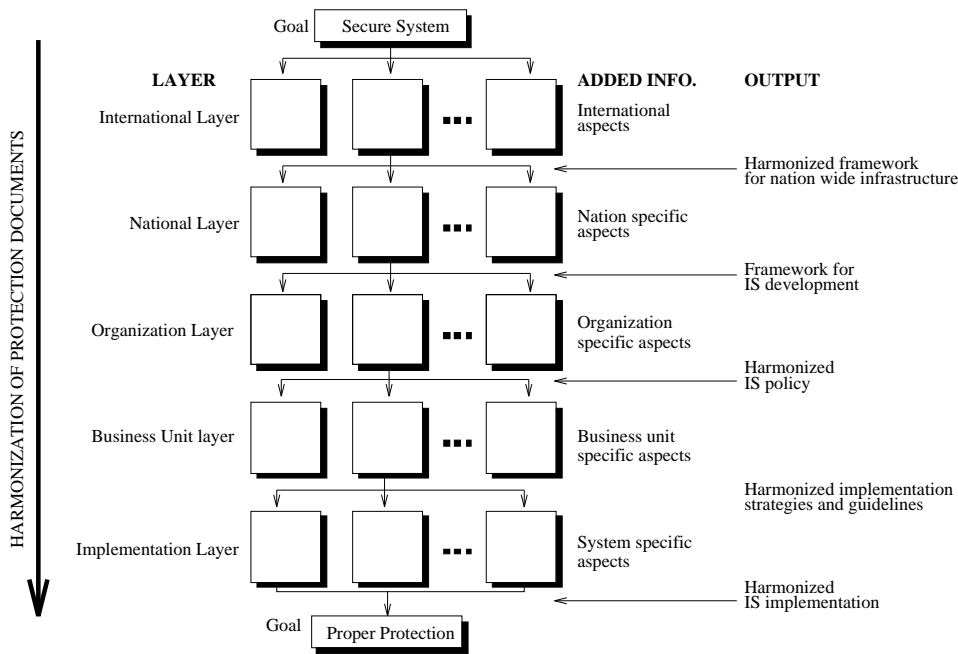 Goal
Secure System
LAYER
ADDED INFO.
OUTPUT
International Layer
International
aspects
Harmonized framework
for nation wide infrastructure
National Layer
Nation specific
aspects
Framework for
IS development
Organization Layer
Organization
specific aspects
Harmonized
IS policy
Business Unit layer
Business unit
specific aspects
Harmonized implementation
strategies and guidelines
Implementation Layer
System specific
aspects
Harmonized
IS implementation
Goal
Proper Protection
HARMONIZATION OF PROTECTION DOCUMENTS